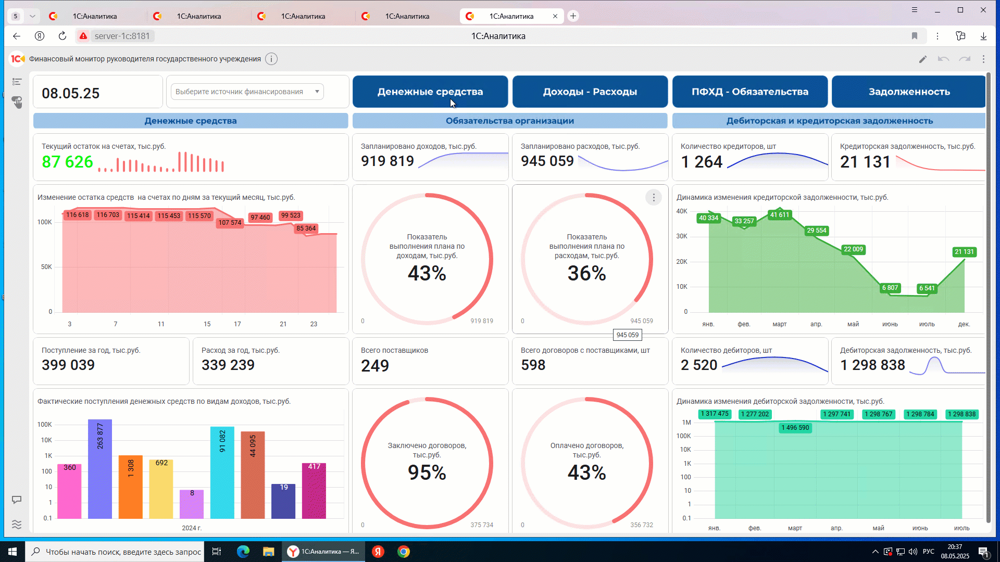 5
1С:Аналитика
1С:Аналитика
1С:Аналитика
1С:Аналитика
1С:Аналитика
server-1c:8181
1С:Аналитика
Финансовый монитор руководителя государственного учреждения
08.05.25
Выберите источник финансирования
Денежные средства
Доходы - Расходы
ПФХД - Обязательства
Задолженность
Денежные средства
Обязательства организации
Дебиторская и кредиторская задолженность
Текущий остаток на счетах, тыс.руб.
87 626
Запланировано доходов, тыс.руб.
919 819
Запланировано расходов, тыс.руб.
945 059
Количество кредиторов, шт
1 264
Кредиторская задолженность, тыс.руб.
21 131
Изменение остатка средств на счетах по дням за текущий месяц, тыс.руб.
116 618
116 703
115 414
115 453
115 570
107 574
97 460
99 523
85 364
100K
50K
0
3
7
11
15
17
21
23
Показатель
выполнения плана по
доходам, тыс.руб.
43%
0
919 819
Показатель
выполнения плана по
расходам, тыс.руб.
36%
0
945 059
945 059
Динамика изменения кредиторской задолженности, тыс.руб.
40K
30K
20K
10K
0
40 334
33 257
41 611
29 554
22 009
6 807
6 541
21 131
янв.
фев.
март
апр.
май
июнь
июль
дек.
Поступление за год, тыс.руб.
399 039
Расход за год, тыс.руб.
339 239
Всего поставщиков
249
Всего договоров с поставщиками, шт
598
Количество дебиторов, шт
2 520
Дебиторская задолженность, тыс.руб.
1 298 838
Фактические поступления денежных средств по видам доходов, тыс.руб.
100K
10K
1K
100
10
1
0.1
360
263 877
1 308
692
8
91 082
44 095
19
417
2024 г.
Заключено договоров,
тыс.руб.
95%
0
375 734
Оплачено договоров,
тыс.руб.
43%
0
356 732
Динамика изменения дебиторской задолженности, тыс.руб.
1M
100K
10K
1K
100
10
1
0.1
1 317 475
1 277 202
1 496 590
1 297 741
1 298 767
1 298 784
1 298 838
янв.
фев.
март
апр.
май
июнь
июль
Чтобы начать поиск, введите здесь запрос
1С:Аналитика — Я...
РУС
20:37
08.05.2025
1